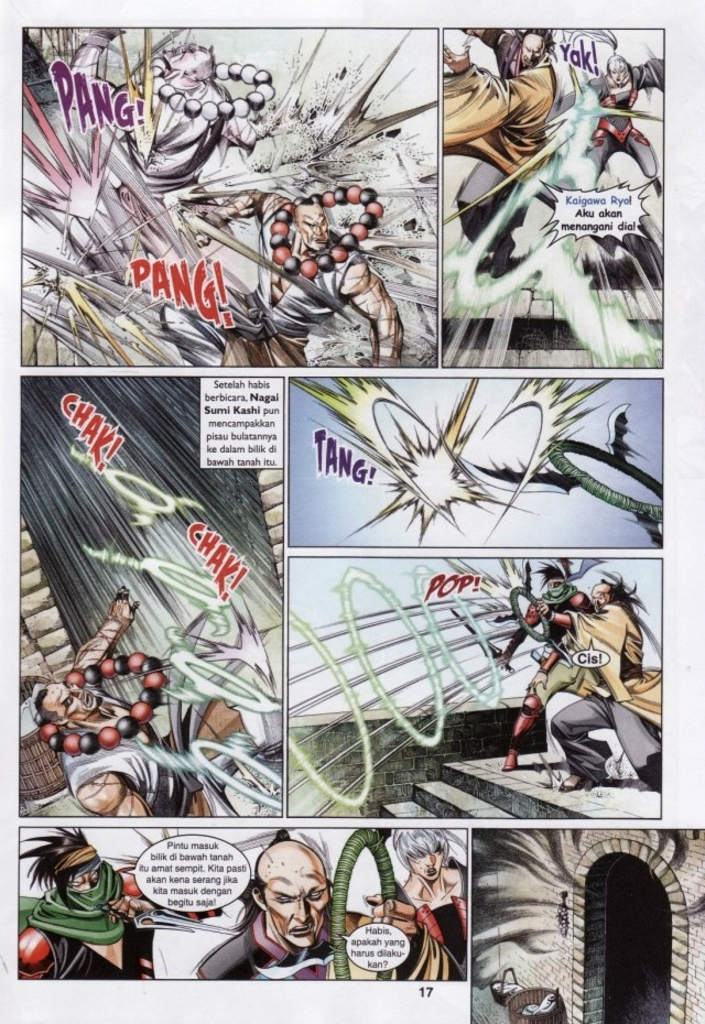 PANG!
PANG!
Yak!
Kaigawa Ryo!
Aku akan
menangani dia!
Setelah habis
berbicara, Nagai
Sumi Kashi pun
mencampakkan
pisau bulatannya
ke dalam bilik di
bawah tanah itu.
CHAK!
CHAK!
TANG!
POP!
Cis!
Pintu masuk
bilik di bawah tanah
itu amat sempit. Kita pasti
akan kena serang jika
kita masuk dengan
begitu saja!
Habis,
apakah yang
harus dilaku-
kan?
17